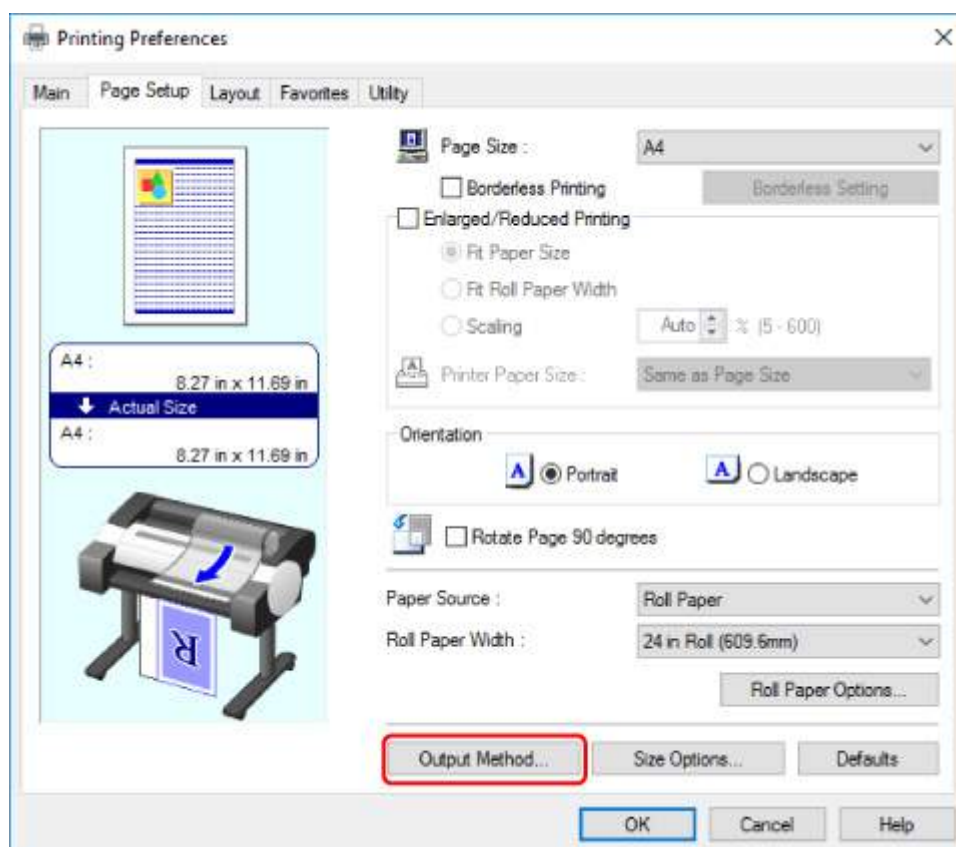 Printing Preferences
Main Page Setup Layout Favorites Utility
Page Size : A4
Borderless Printing Borderless Setting
Enlarged/Reduced Printing
Fit Paper Size
Fit Roll Paper Width
Scaling Auto % (5 - 600)
Printer Paper Size : Same as Page Size
A4 :
8.27 in x 11.69 in
Actual Size
A4 :
8.27 in x 11.69 in
Orientation
A Portrait A Landscape
Rotate Page 90 degrees
R
Paper Source : Roll Paper
Roll Paper Width : 24 in Roll (609.6mm)
Roll Paper Options...
Output Method... Size Options... Defaults
OK Cancel Help